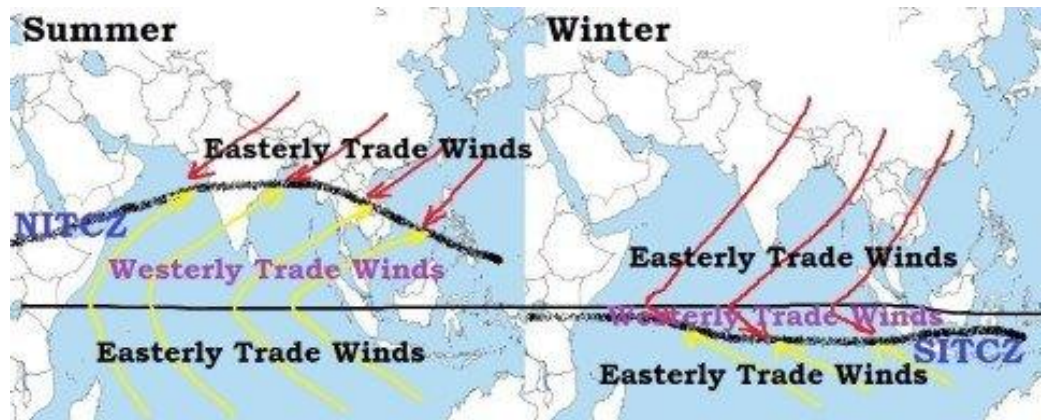 Summer
Easterly Trade Winds
NITCZ
Westerly Trade Winds
Easterly Trade Winds
Winter
Easterly Trade Winds
Westerly Trade Winds
SITCZ
Easterly Trade Winds